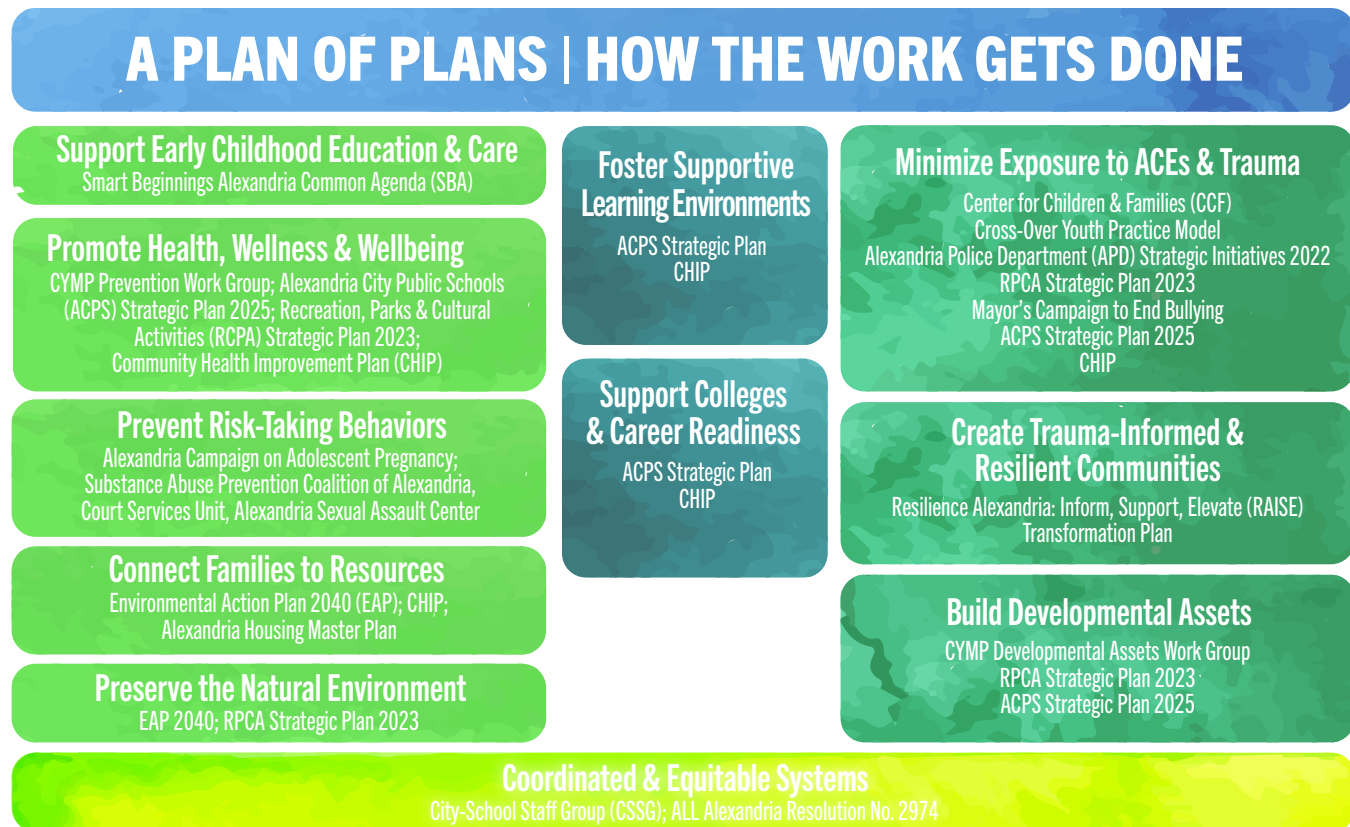 A PLAN OF PLANS | HOW THE WORK GETS DONE
Support Early Childhood Education & Care
Smart Beginnings Alexandria Common Agenda (SBA)
Promote Health, Wellness & Wellbeing
CYMP Prevention Work Group; Alexandria City Public Schools
(ACPS) Strategic Plan 2025; Recreation, Parks & Cultural
Activities (RCPA) Strategic Plan 2023;
Community Health Improvement Plan (CHIP)
Prevent Risk-Taking Behaviors
Alexandria Campaign on Adolescent Pregnancy;
Substance Abuse Prevention Coalition of Alexandria,
Court Services Unit, Alexandria Sexual Assault Center
Connect Families to Resources
Environmental Action Plan 2040 (EAP); CHIP;
Alexandria Housing Master Plan
Preserve the Natural Environment
EAP 2040; RPCA Strategic Plan 2023
Foster Supportive
Learning Environments
ACPS Strategic Plan
CHIP
Support Colleges
& Career Readiness
ACPS Strategic Plan
CHIP
Minimize Exposure to ACEs & Trauma
Center for Children & Families (CCF)
Cross-Over Youth Practice Model
Alexandria Police Department (APD) Strategic Initiatives 2022
RPCA Strategic Plan 2023
Mayor's Campaign to End Bullying
ACPS Strategic Plan 2025
CHIP
Create Trauma-Informed &
Resilient Communities
Resilience Alexandria: Inform, Support, Elevate (RAISE)
Transformation Plan
Build Developmental Assets
CYMP Developmental Assets Work Group
RPCA Strategic Plan 2023
ACPS Strategic Plan 2025
Coordinated & Equitable Systems
City-School Staff Group (CSSG); ALL Alexandria Resolution No. 2974